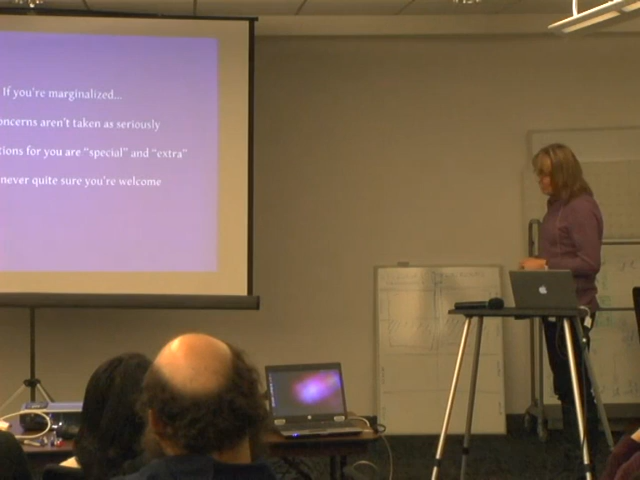 If you're marginalized...
oncerns aren't taken as seriously
tions for you are "special" and "extra"
never quite sure you're welcome